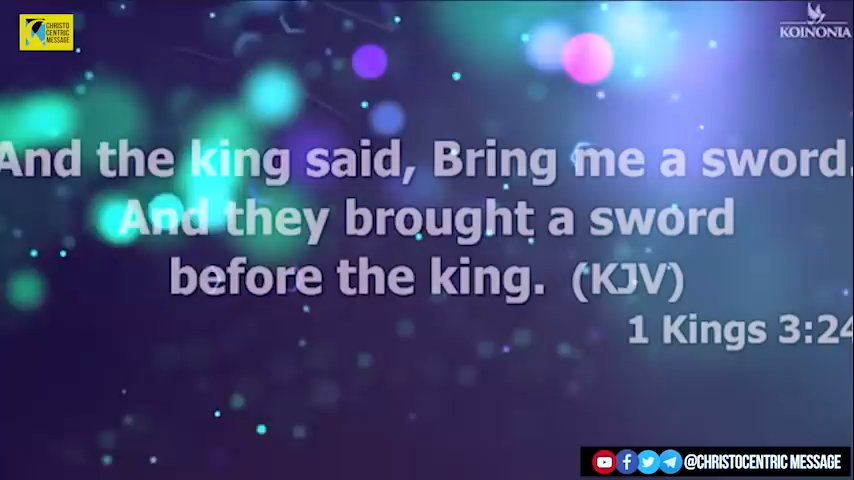 CHRISTO
CENTRIC
MESSAGE
KOINONIA
And the king said, Bring me a sword.
And they brought a sword
before the king. (KJV)
1 Kings 3:24
@CHRISTOCENTRIC MESSAGE